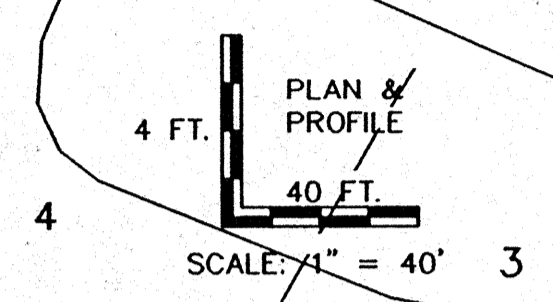 PLAN &
PROFILE
4 FT.
40 FT.
4
SCALE: 1" = 40'
3